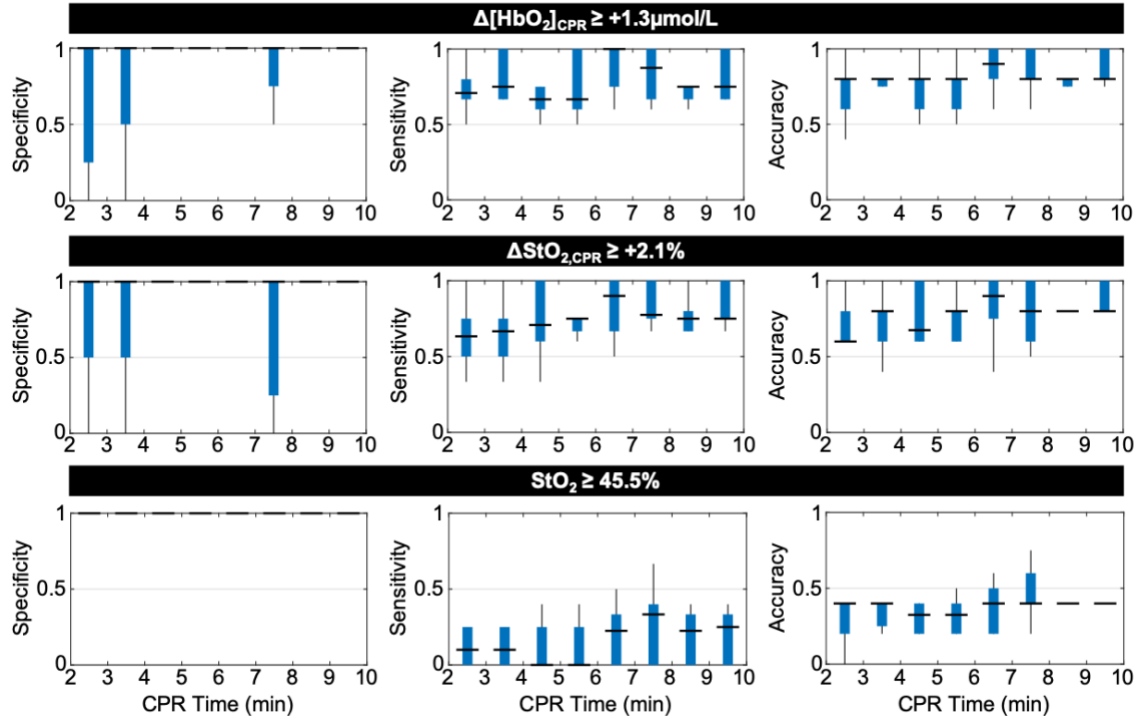 Δ[HbO₂]CPR ≥ +1.3μmol/L
Specificity
1
0.5
0
2 3 4 5 6 7 8 9 10
Sensitivity
1
0.5
0
2 3 4 5 6 7 8 9 10
Accuracy
1
0.5
0
2 3 4 5 6 7 8 9 10
ΔStO₂,CPR ≥ +2.1%
Specificity
1
0.5
0
2 3 4 5 6 7 8 9 10
Sensitivity
1
0.5
0
2 3 4 5 6 7 8 9 10
Accuracy
1
0.5
0
2 3 4 5 6 7 8 9 10
StO₂ ≥ 45.5%
Specificity
1
0.5
0
2 3 4 5 6 7 8 9 10
CPR Time (min)
Sensitivity
1
0.5
0
2 3 4 5 6 7 8 9 10
CPR Time (min)
Accuracy
1
0.5
0
2 3 4 5 6 7 8 9 10
CPR Time (min)